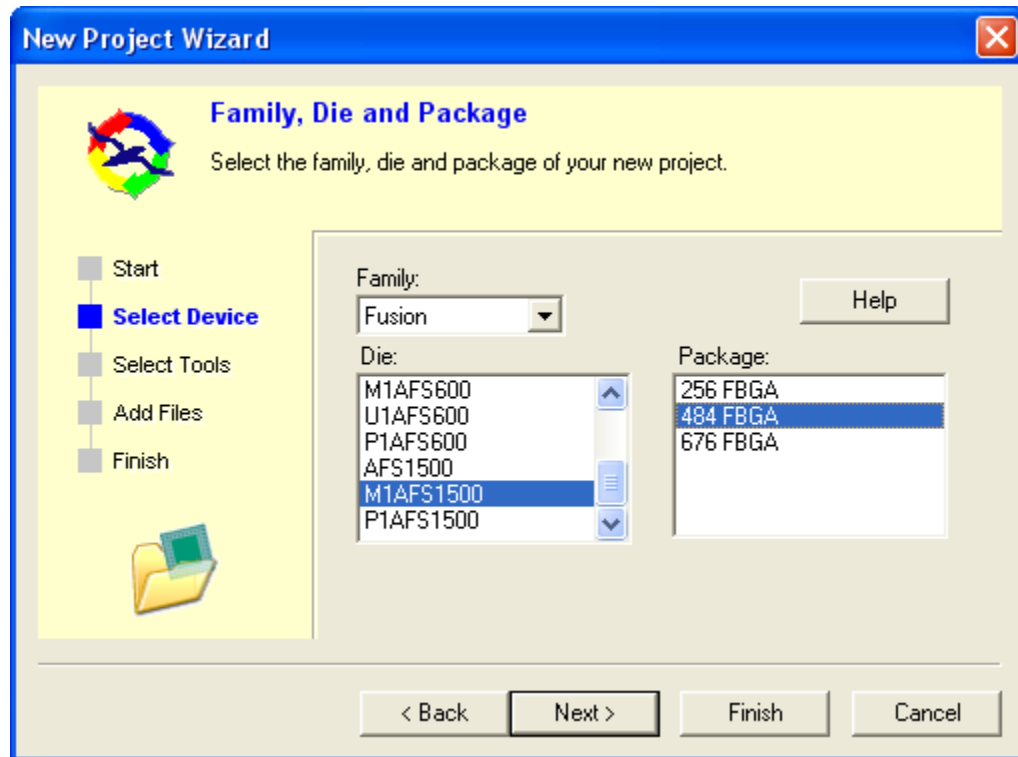 New Project Wizard
Family, Die and Package
Select the family, die and package of your new project.
Start
Select Device
Select Tools
Add Files
Finish
Family:
Fusion
Help
Die:
M1AFS600
U1AFS600
P1AFS600
AFS1500
M1AFS1500
P1AFS1500
Package:
256 FBGA
484 FBGA
676 FBGA
< Back
Next >
Finish
Cancel